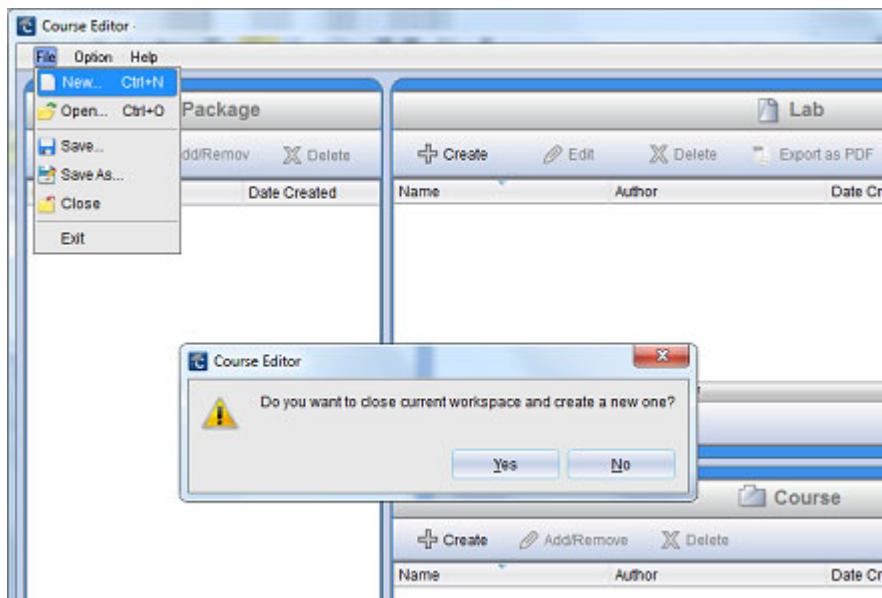 Course Editor
File Option Help
New... Ctrl+N
Open... Ctrl+O
Save...
Save As...
Close
Exit
Package
Delete
Date Created
Lab
Create Edit Delete Export as PDF
Name Author Date Cr
Course Editor
Do you want to close current workspace and create a new one?
Yes No
Course
Create Add/Remove Delete
Name Author Date Cr